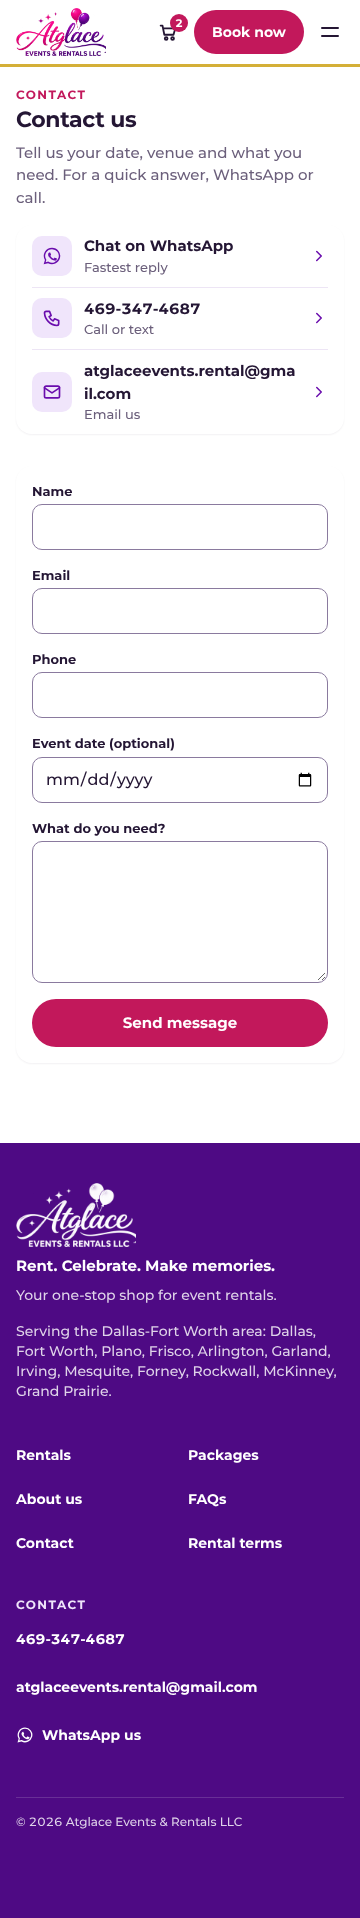 Atglace
EVENTS & RENTALS LLC
2
Book now
CONTACT
Contact us
Tell us your date, venue and what you
need. For a quick answer, WhatsApp or
call.
Chat on WhatsApp
Fastest reply
469-347-4687
Call or text
atglaceevents.rental@gma
il.com
Email us
Name
Email
Phone
Event date (optional)
mm/dd/yyyy
What do you need?
Send message
Atglace
EVENTS & RENTALS LLC
Rent. Celebrate. Make memories.
Your one-stop shop for event rentals.
Serving the Dallas-Fort Worth area: Dallas,
Fort Worth, Plano, Frisco, Arlington, Garland,
Irving, Mesquite, Forney, Rockwall, McKinney,
Grand Prairie.
Rentals
Packages
About us
FAQs
Contact
Rental terms
CONTACT
469-347-4687
atglaceevents.rental@gmail.com
WhatsApp us
© 2026 Atglace Events & Rentals LLC